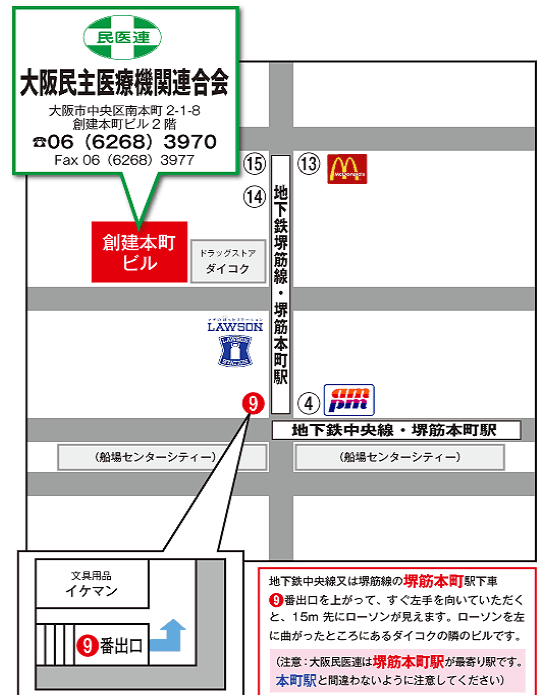 民医連
大阪民主医療機関連合会
大阪市中央区南本町2-1-8
創建本町ビル2階
☎06（6268）3970
Fax 06（6268）3977
⑮
⑬
McDonald's
⑭
地下鉄堺筋線・堺筋本町駅
創建本町
ビル
ドラッグストア
ダイコク
LAWSON
❾
④
am
pm
地下鉄中央線・堺筋本町駅
（船場センターシティー）
（船場センターシティー）
文具用品
イケマン
❾番出口
地下鉄中央線又は堺筋線の堺筋本町駅下車
❾番出口を上がって、すぐ左手を向いていただく
と、15m先にローソンが見えます。ローソンを左
に曲がったところにあるダイコクの隣のビルです。
（注意：大阪民医連は堺筋本町駅が最寄り駅です。
本町駅と間違わないように注意してください）